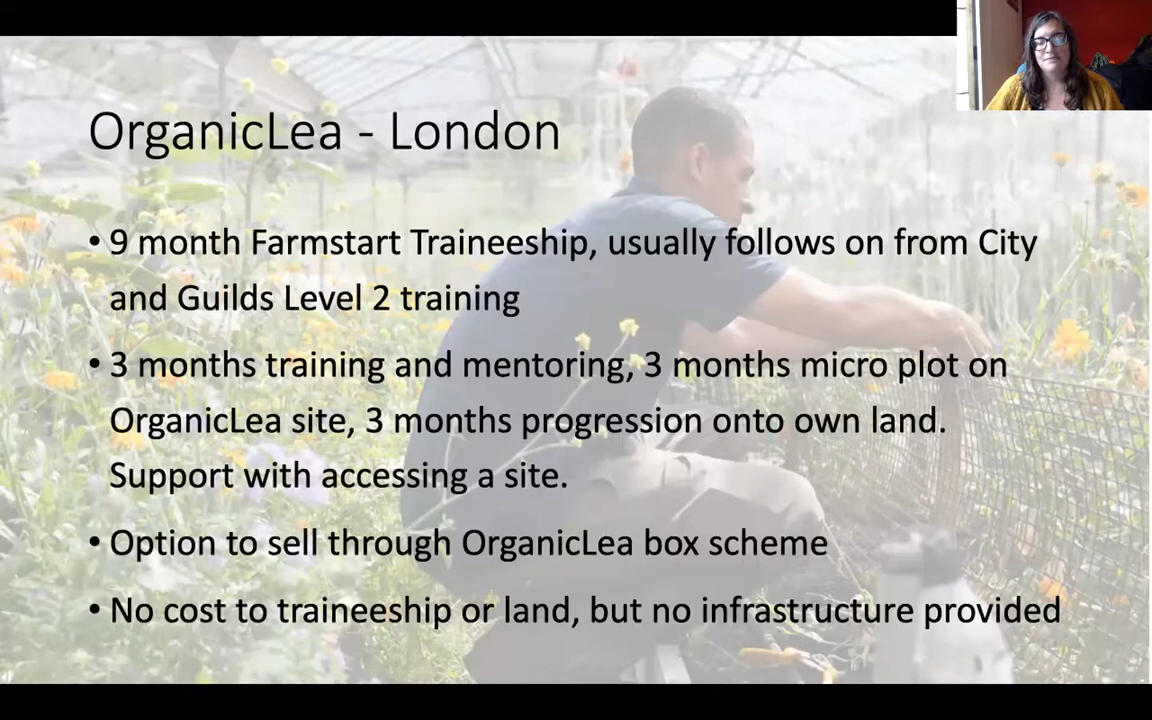 OrganicLea - London
• 9 month Farmstart Traineeship, usually follows on from City
and Guilds Level 2 training
• 3 months training and mentoring, 3 months micro plot on
OrganicLea site, 3 months progression onto own land.
Support with accessing a site.
• Option to sell through OrganicLea box scheme
• No cost to traineeship or land, but no infrastructure provided